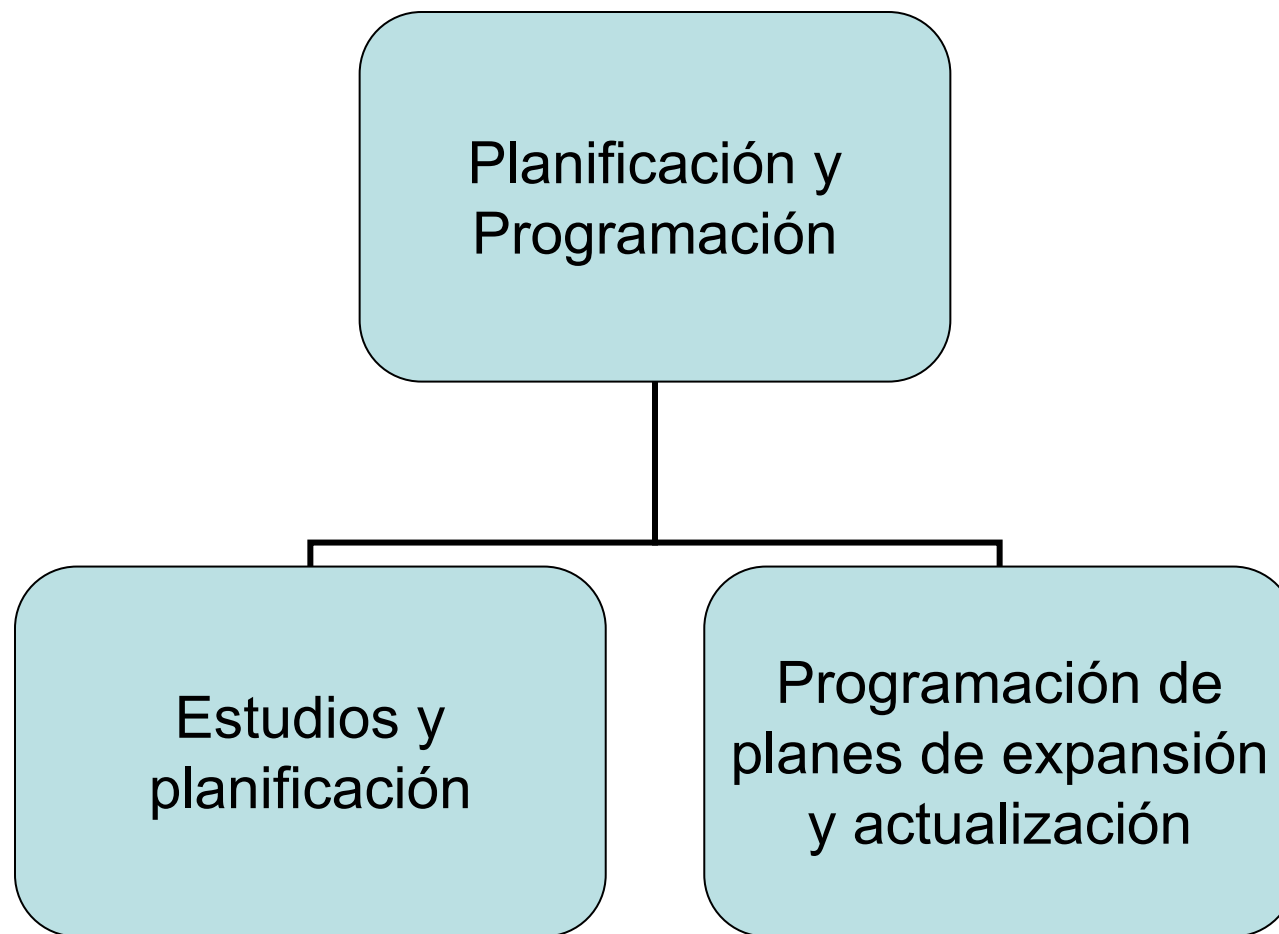 Planificación y
Programación
Estudios y
planificación
Programación de
planes de expansión
y actualización